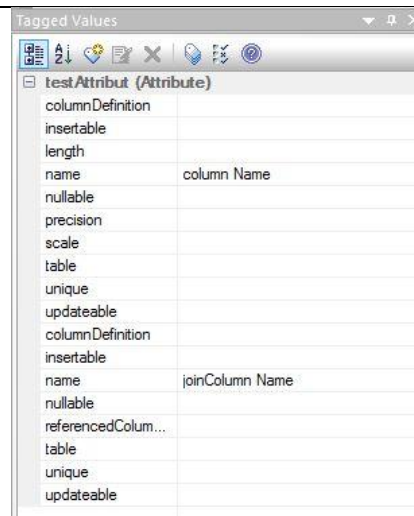 Tagged Values
testAttribut (Attribute)
columnDefinition
insertable
length
name column Name
nullable
precision
scale
table
unique
updateable
columnDefinition
insertable
name joinColumn Name
nullable
referencedColum...
table
unique
updateable